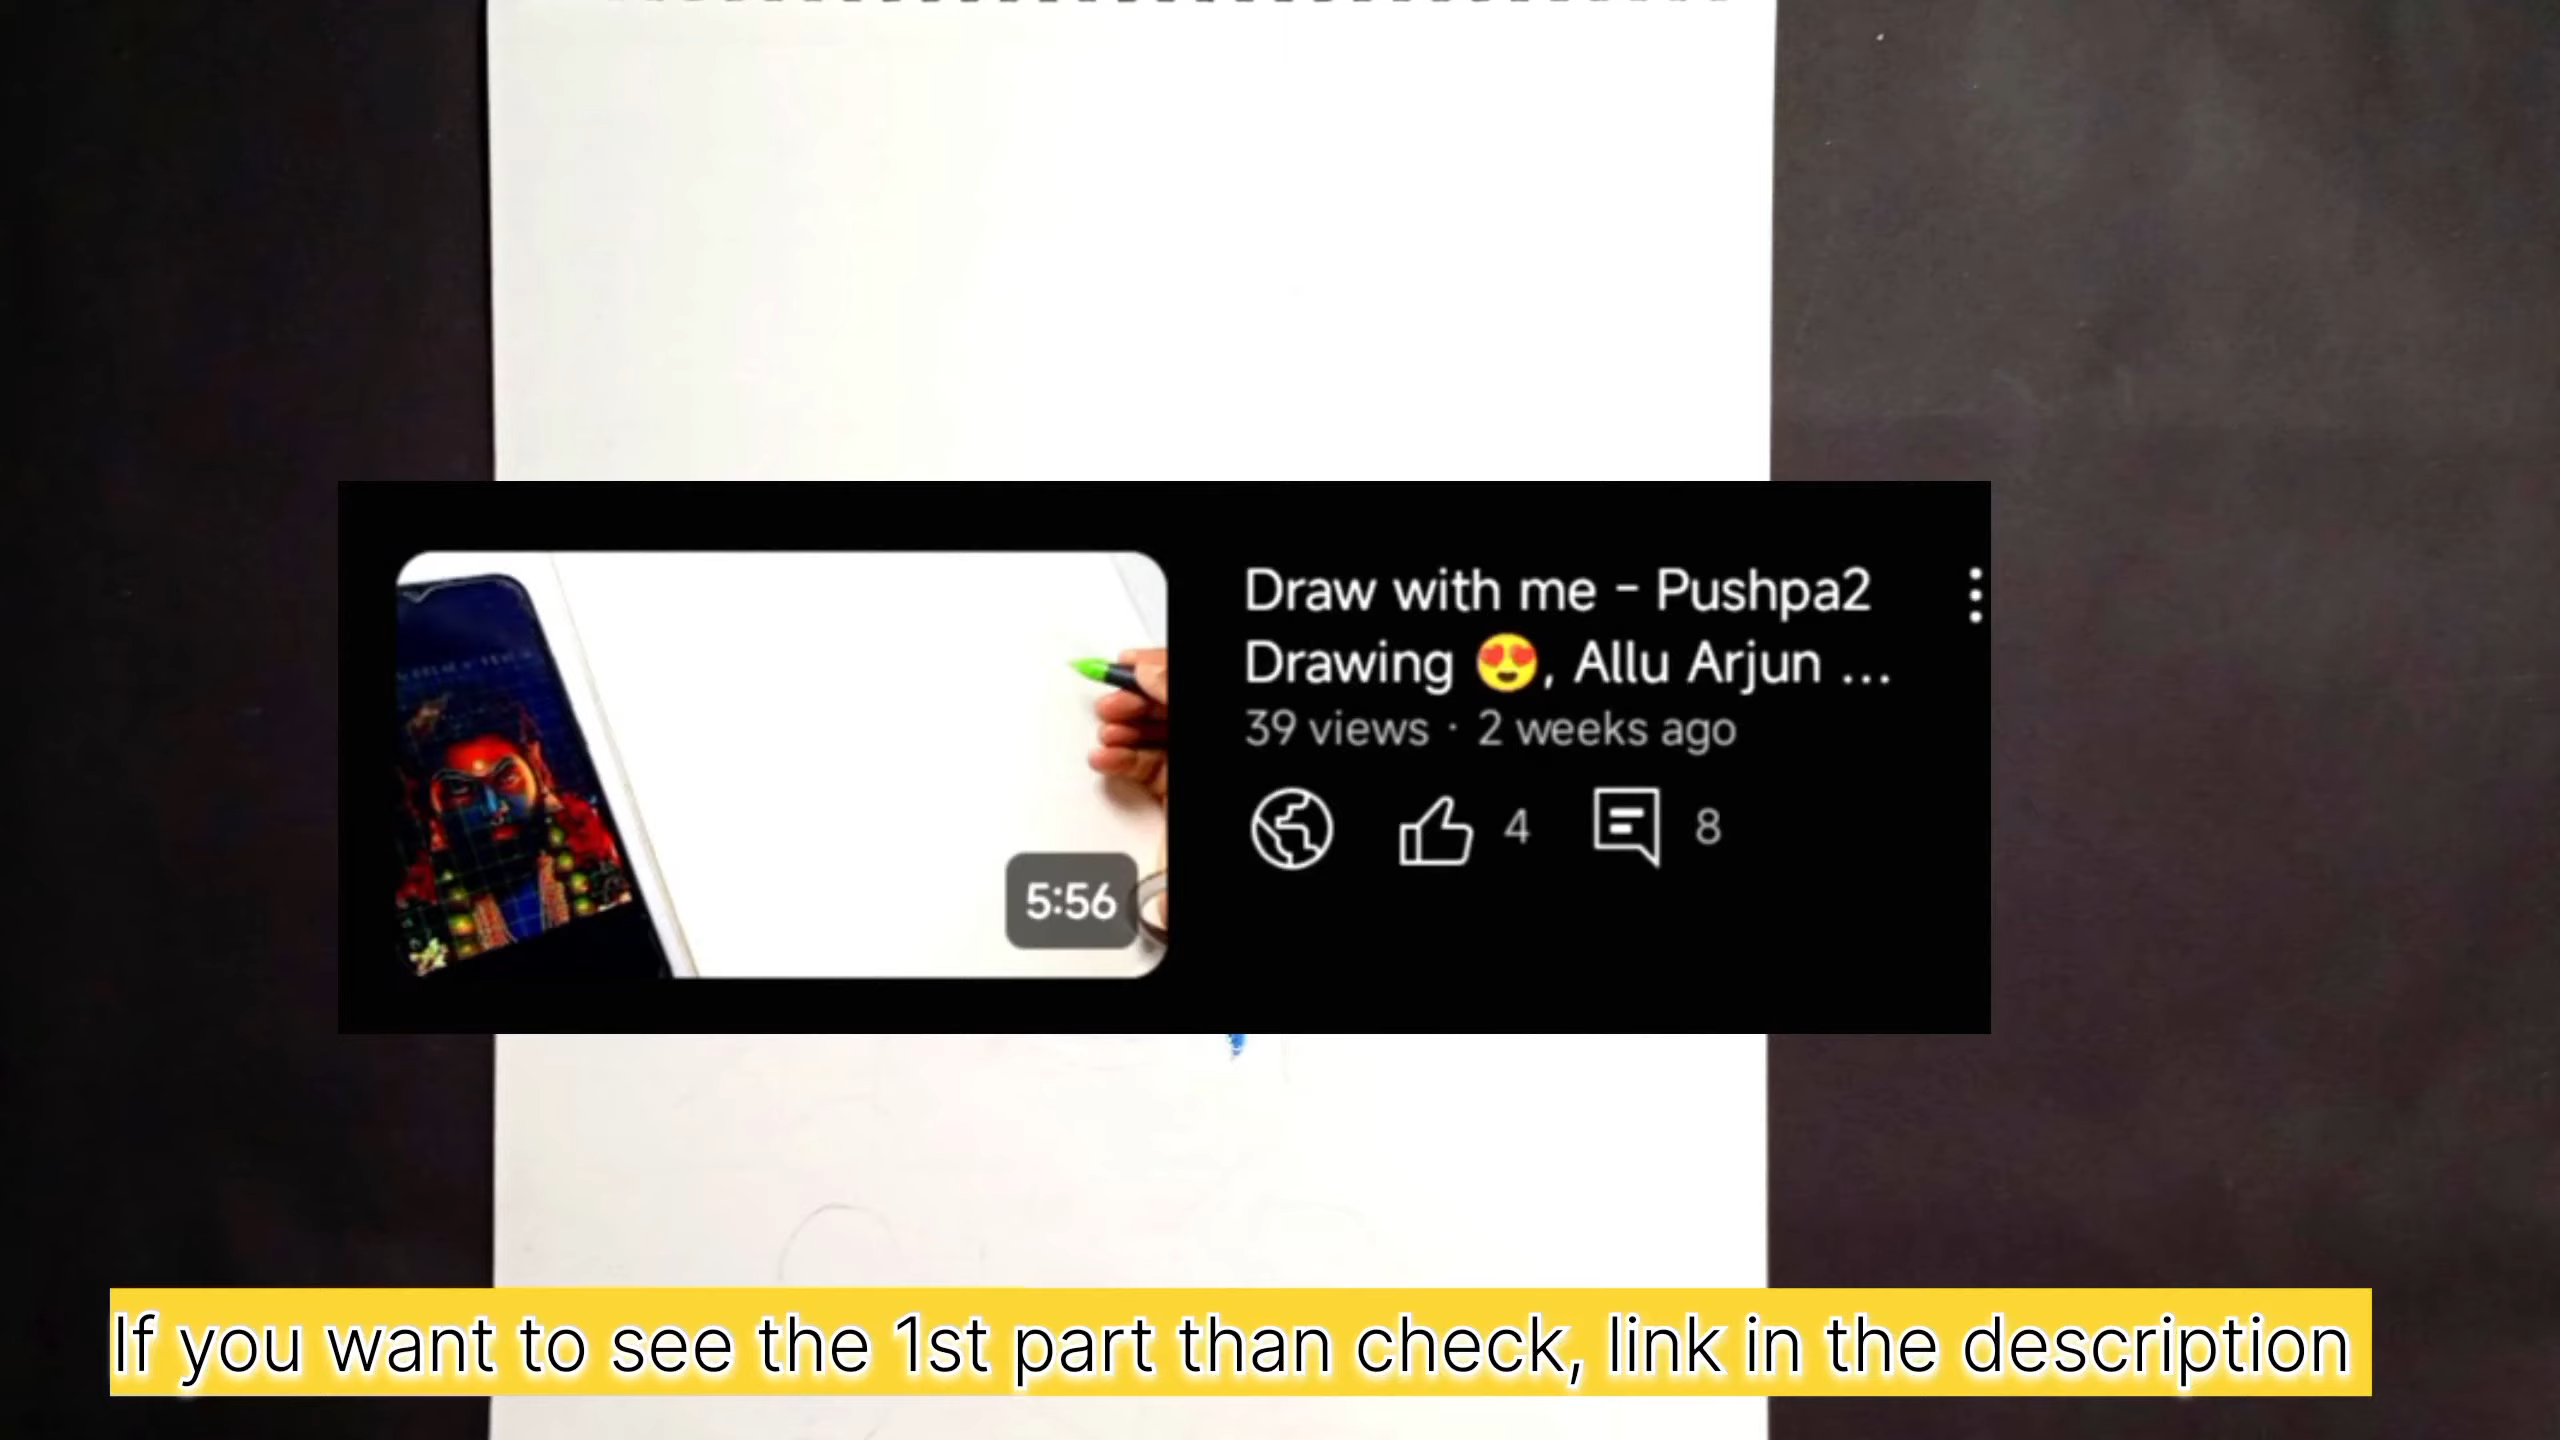 Draw with me - Pushpa2
Drawing 😍, Allu Arjun ...
39 views · 2 weeks ago
4
8
5:56
If you want to see the 1st part than check, link in the description